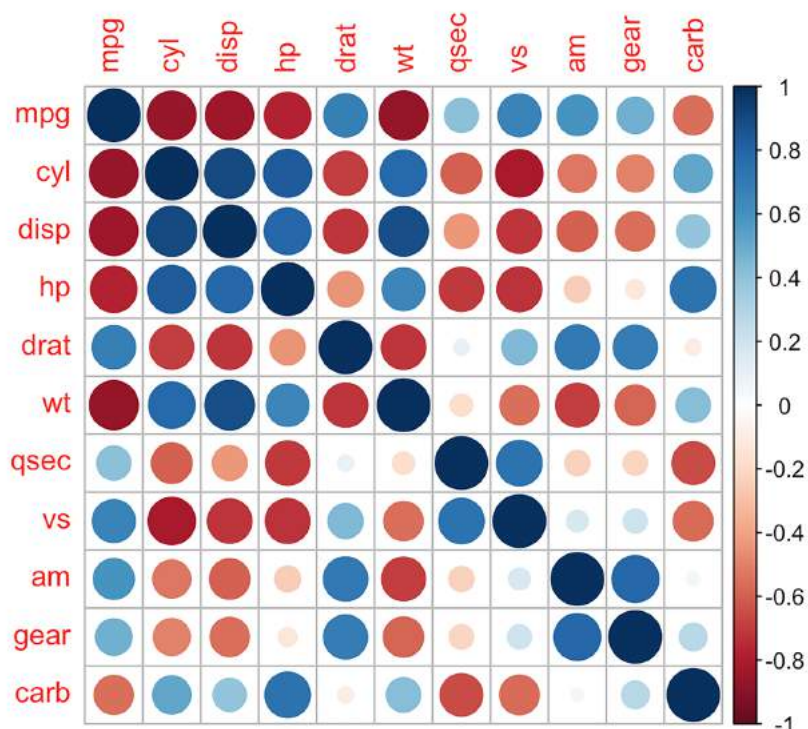 mpg cyl disp hp drat wt qsec vs am gear carb
mpg
cyl
disp
hp
drat
wt
qsec
vs
am
gear
carb
1
0.8
0.6
0.4
0.2
0
-0.2
-0.4
-0.6
-0.8
-1